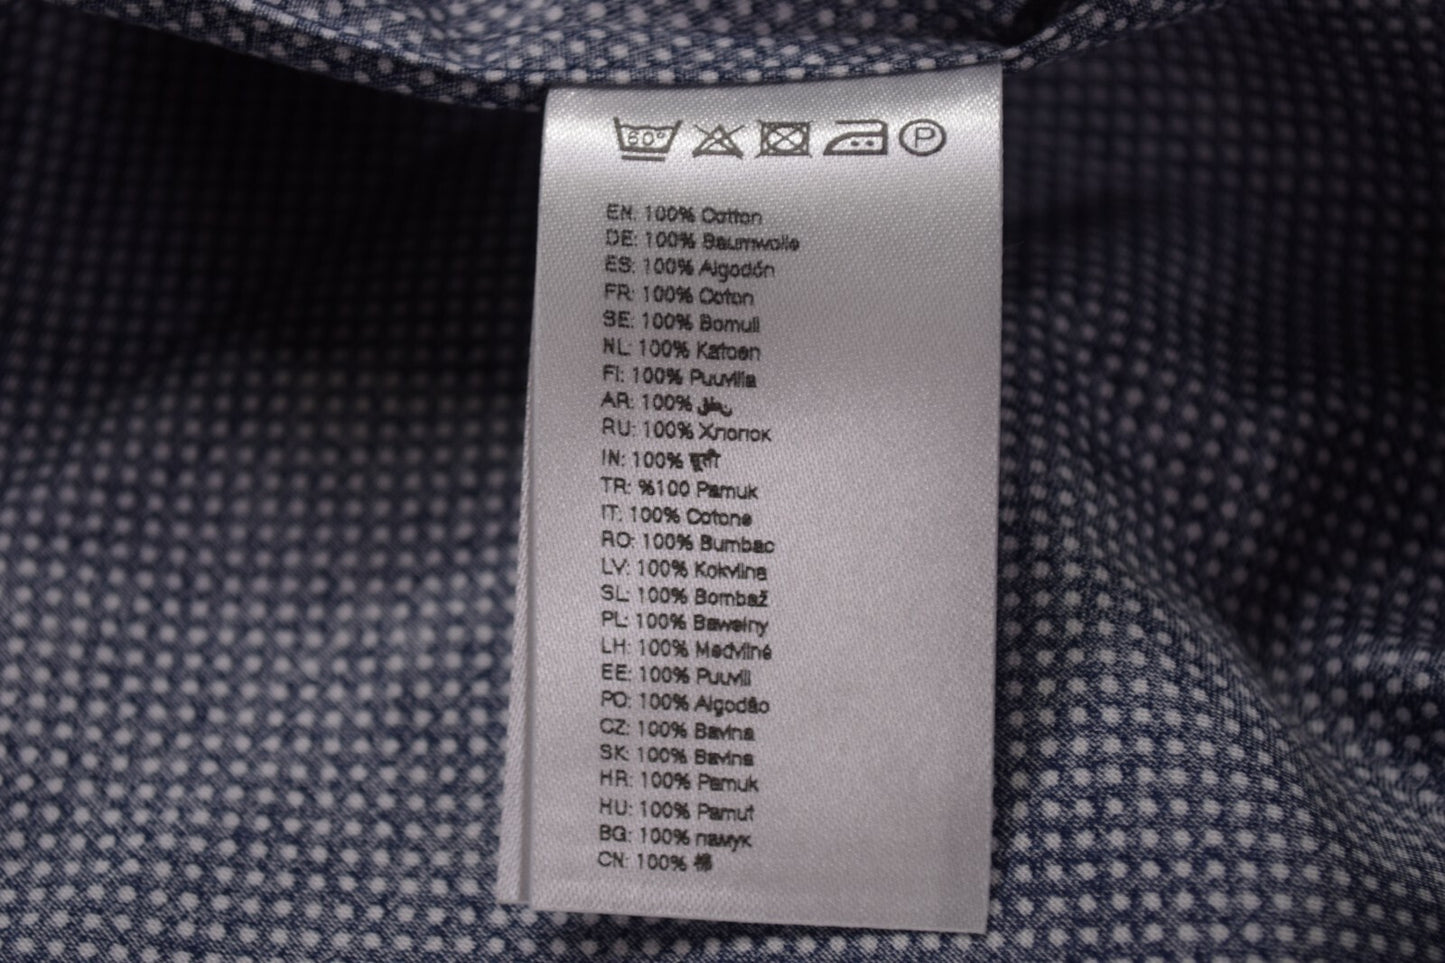 60°
P
EN: 100% Cotton
DE: 100% Baumwolle
ES: 100% Algodón
FR: 100% Coton
SE: 100% Bomull
NL: 100% Katoen
FI: 100% Puuvilla
AR: 100%
RU: 100% Хлопок
IN: 100% सूती
TR: %100 Pamuk
IT: 100% Cotone
RO: 100% Bumbac
LV: 100% Kokvilna
SL: 100% Bombaž
PL: 100% Bawełny
LH: 100% Medvilnė
EE: 100% Puuvill
PO: 100% Algodão
CZ: 100% Bavlna
SK: 100% Bavlna
HR: 100% Pamuk
HU: 100% Pamut
BG: 100% памук
CN: 100% 棉